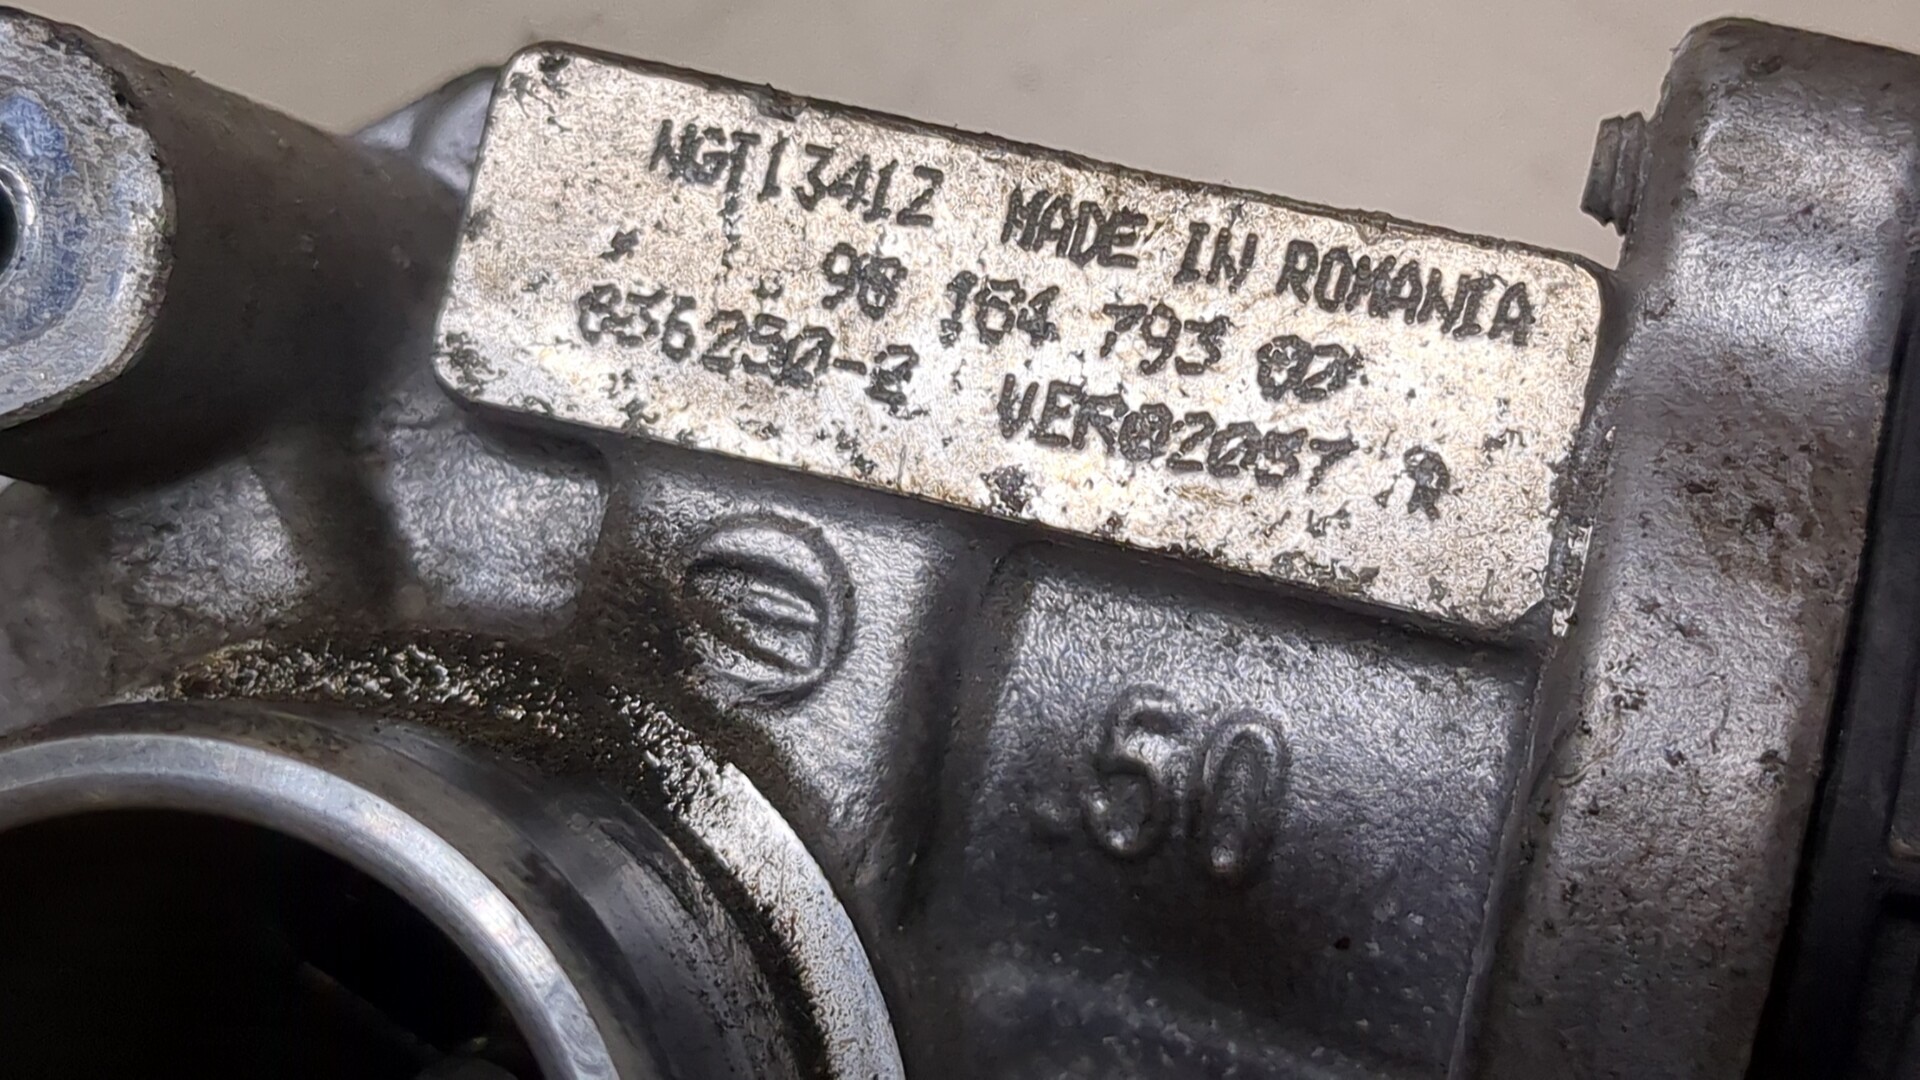 NGT13412 MADE IN ROMANIA
98 164 793 80
836250-2 VER02057 R
50